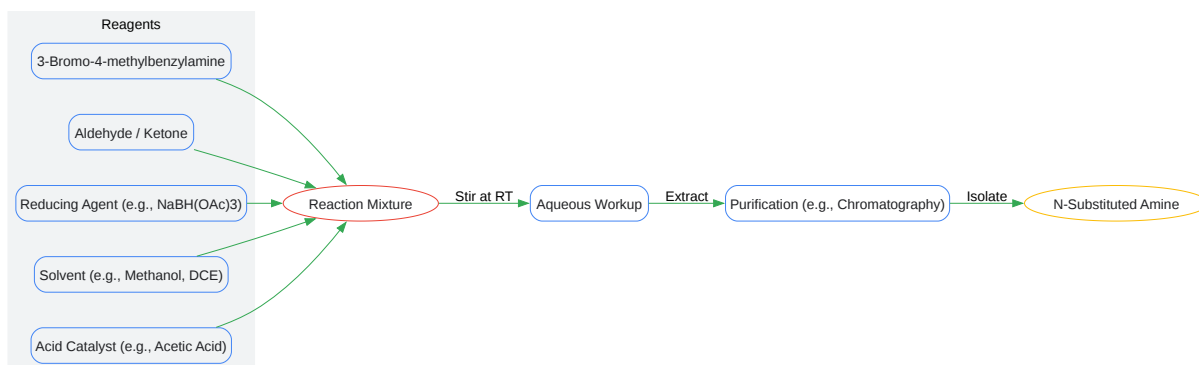 Reagents
3-Bromo-4-methylbenzylamine
Aldehyde / Ketone
Reducing Agent (e.g., NaBH(OAc)3)
Solvent (e.g., Methanol, DCE)
Acid Catalyst (e.g., Acetic Acid)
Reaction Mixture
Stir at RT
Aqueous Workup
Extract
Purification (e.g., Chromatography)
Isolate
N-Substituted Amine